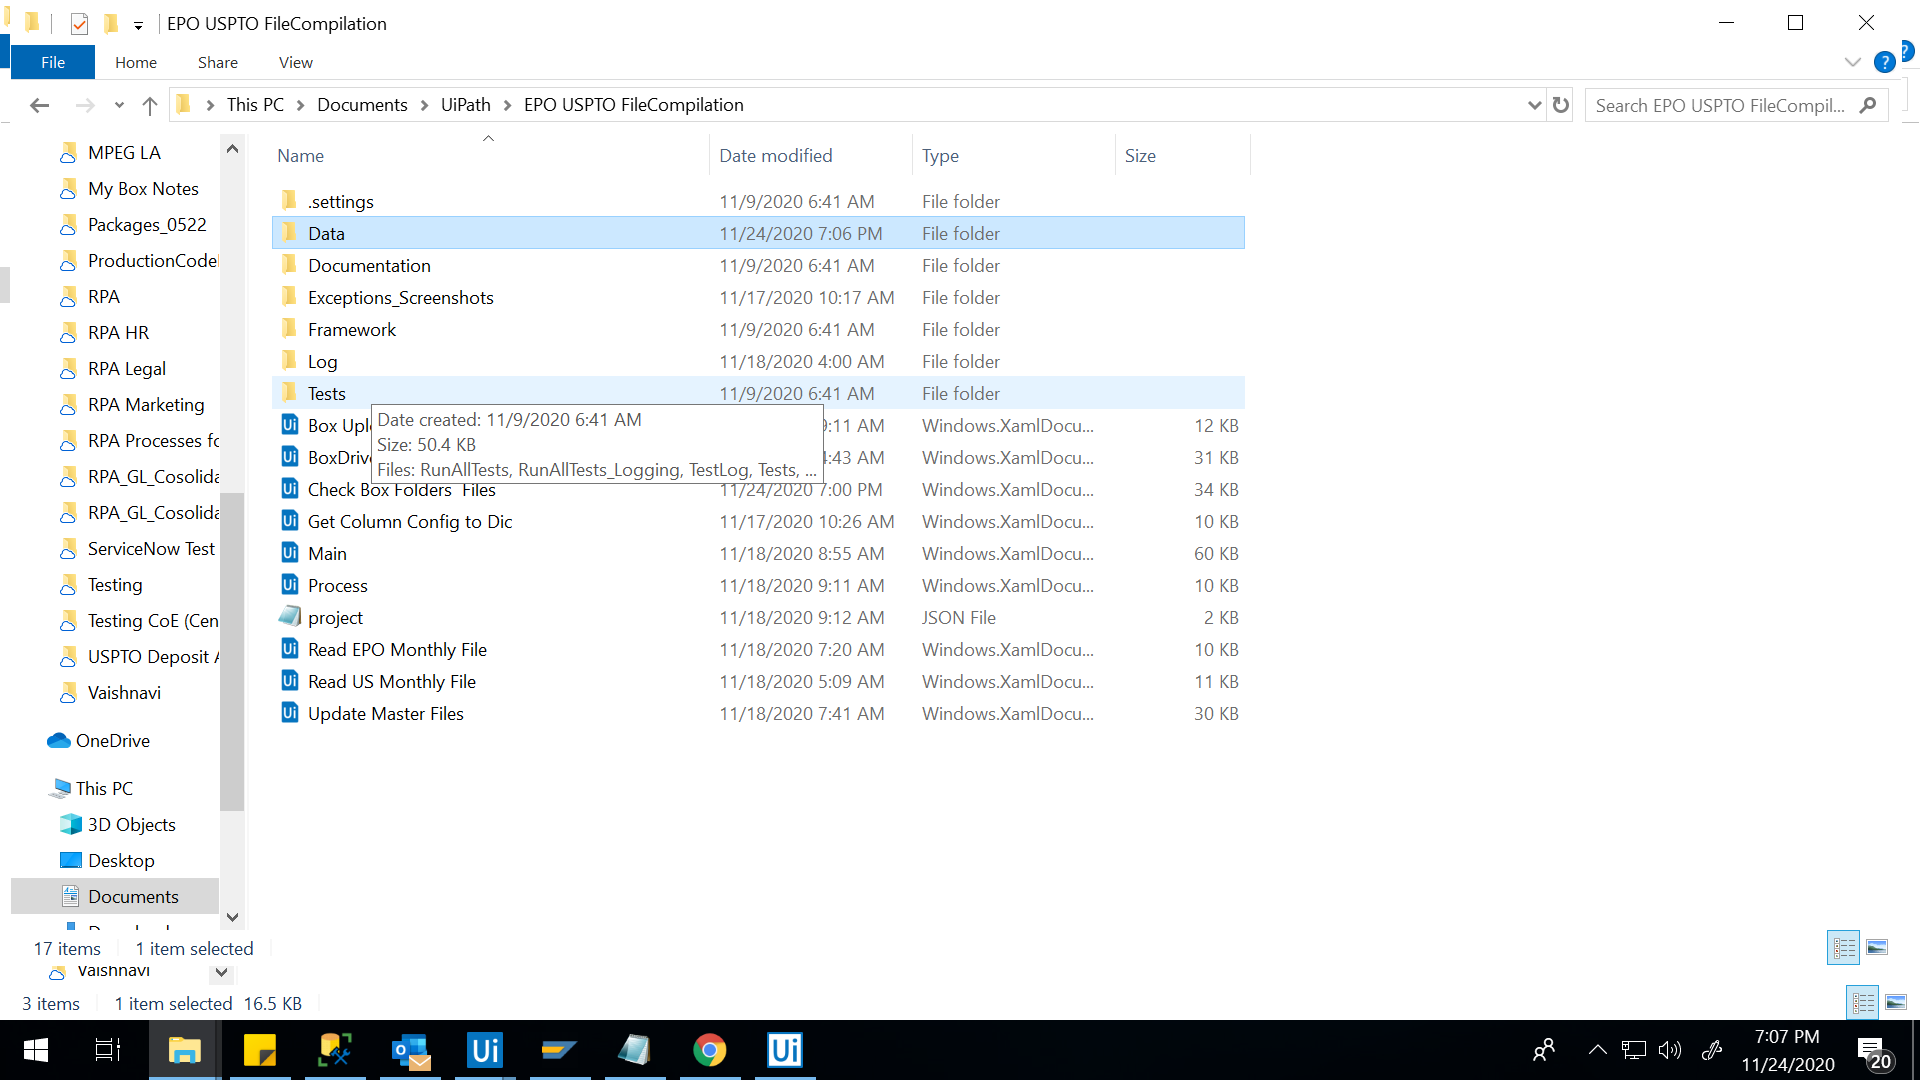 EPO USPTO FileCompilation
File Home Share View
This PC Documents UiPath EPO USPTO FileCompilation
Search EPO USPTO FileCompil...
MPEG LA
My Box Notes
Packages_0522
RPA
RPA HR
RPA Legal
RPA Marketing
RPA Processes fo
RPA_GL_Cosolida
RPA_GL_Cosolida
ServiceNow Test
Testing
Testing CoE (Cen
USPTO Deposit A
Vaishnavi
OneDrive
This PC
3D Objects
Desktop
Documents
Name Date modified Type Size
.settings 11/9/2020 6:41 AM File folder
Data 11/24/2020 7:06 PM File folder
Documentation 11/9/2020 6:41 AM File folder
Exceptions_Screenshots 11/17/2020 10:17 AM File folder
Framework 11/9/2020 6:41 AM File folder
Log 11/18/2020 4:00 AM File folder
Tests 11/9/2020 6:41 AM File folder
Box Upl 9:11 AM Windows.XamlDocu... 12 KB
BoxDrive 4:43 AM Windows.XamlDocu... 31 KB
Date created: 11/9/2020 6:41 AM
Size: 50.4 KB
Files: RunAllTests, RunAllTests_Logging, TestLog, Tests, ...
Check Box Folders Files 11/24/2020 7:00 PM Windows.XamlDocu... 34 KB
Get Column Config to Dic 11/17/2020 10:26 AM Windows.XamlDocu... 10 KB
Main 11/18/2020 8:55 AM Windows.XamlDocu... 60 KB
Process 11/18/2020 9:11 AM Windows.XamlDocu... 10 KB
project 11/18/2020 9:12 AM JSON File 2 KB
Read EPO Monthly File 11/18/2020 7:20 AM Windows.XamlDocu... 10 KB
Read US Monthly File 11/18/2020 5:09 AM Windows.XamlDocu... 11 KB
Update Master Files 11/18/2020 7:41 AM Windows.XamlDocu... 30 KB
17 items 1 item selected
Vaishnavi
3 items 1 item selected 16.5 KB
Ui
Ui
7:07 PM
11/24/2020
20